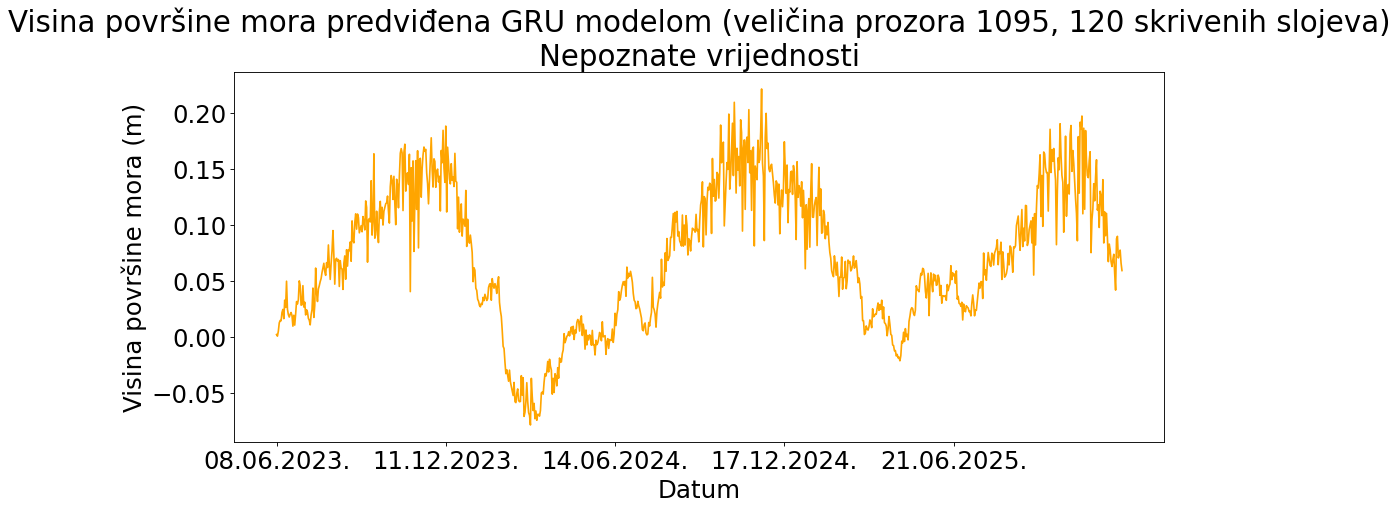 Visina površine mora predviđena GRU modelom (veličina prozora 1095, 120 skrivenih slojeva)
Nepoznate vrijednosti
Visina površine mora (m)
0.20
0.15
0.10
0.05
0.00
−0.05
08.06.2023. 11.12.2023. 14.06.2024. 17.12.2024. 21.06.2025.
Datum